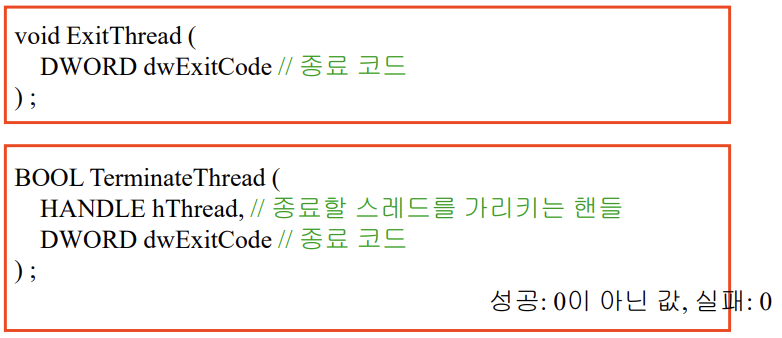 void ExitThread (
DWORD dwExitCode // 종료 코드
) ;
BOOL TerminateThread (
HANDLE hThread, // 종료할 스레드를 가리키는 핸들
DWORD dwExitCode // 종료 코드
) ;
성공: 0이 아닌 값, 실패: 0